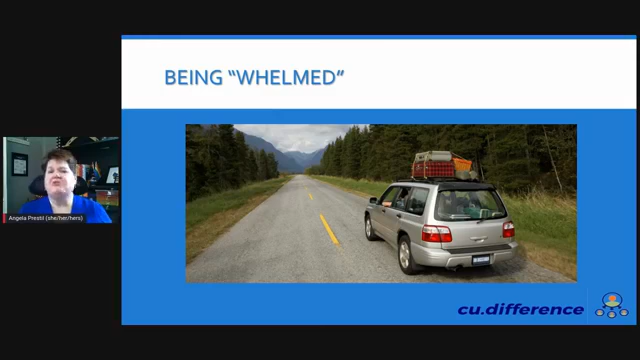 BEING “WHELMED”
Angela Prestil (she/her/hers)
cu.difference